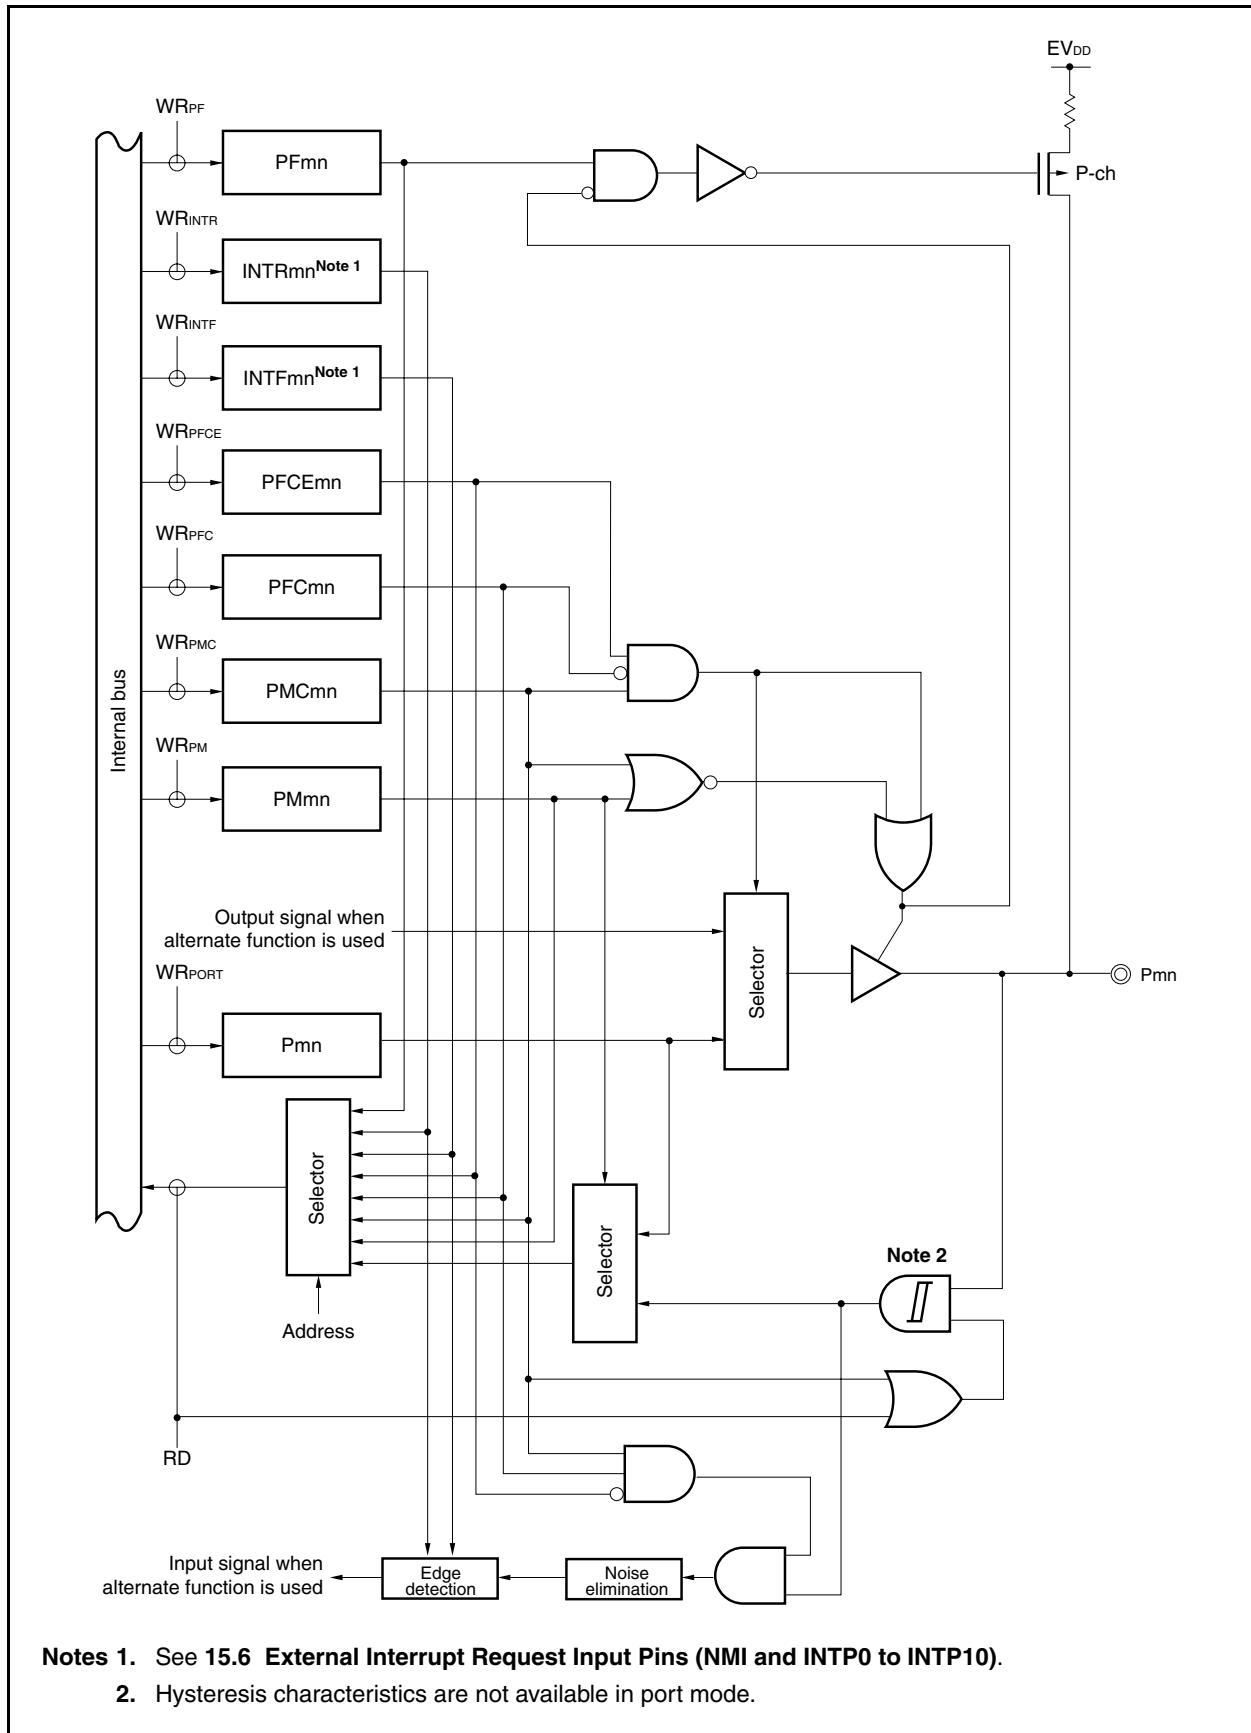 EVDD
WRPF
PFmn
P-ch
WRINTR
INTRmnNote 1
WRINTF
INTFmnNote 1
WRPFCE
PFCEmn
WRPFC
PFCmn
WRPMC
PMCmn
Internal bus
WRPM
PMmn
Output signal when
alternate function is used
Selector
WRPORT
Pmn
Pmn
Selector
Selector
Note 2
Address
RD
Input signal when
alternate function is used
Edge
detection
Noise
elimination
Notes 1. See 15.6 External Interrupt Request Input Pins (NMI and INTP0 to INTP10).
2. Hysteresis characteristics are not available in port mode.